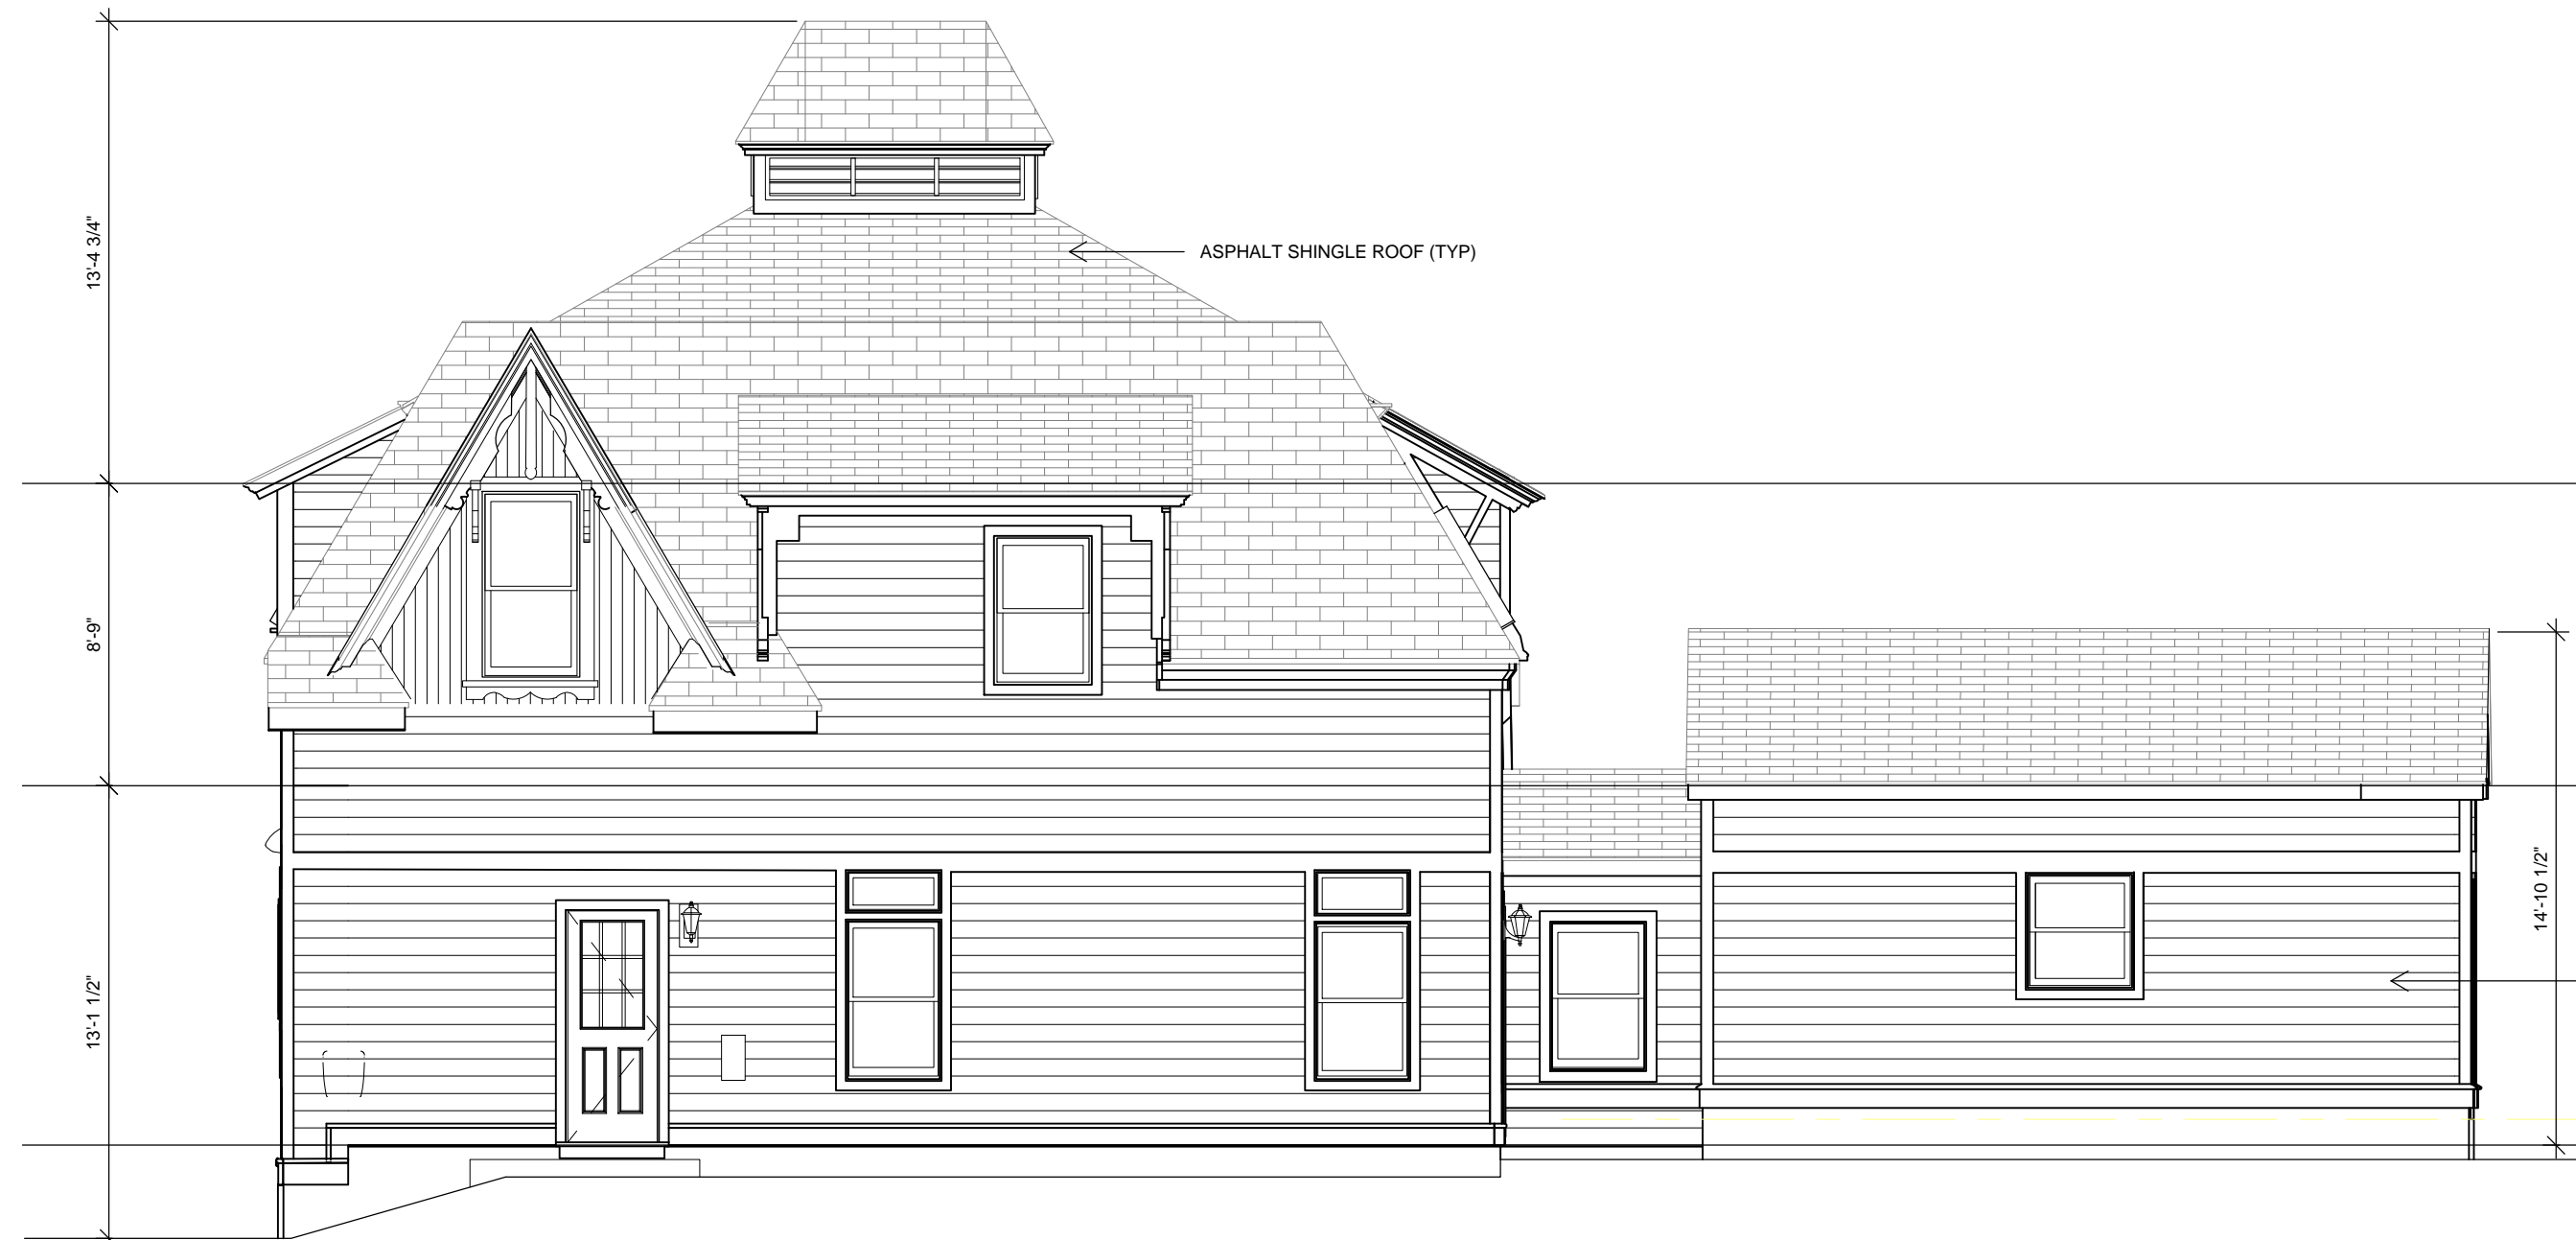 13'-4 3/4"
ASPHALT SHINGLE ROOF (TYP)
8'-9"
13'-1 1/2"
14'-10 1/2"